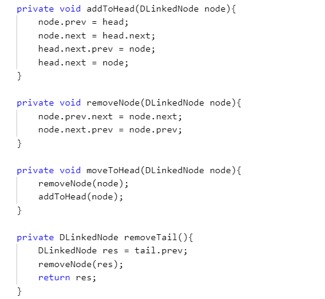 private void addToHead(DLinkedNode node){
    node.prev = head;
    node.next = head.next;
    head.next.prev = node;
    head.next = node;
}
private void removeNode(DLinkedNode node){
    node.prev.next = node.next;
    node.next.prev = node.prev;
}
private void moveToHead(DLinkedNode node){
    removeNode(node);
    addToHead(node);
}
private DLinkedNode removeTail(){
    DLinkedNode res = tail.prev;
    removeNode(res);
    return res;
}